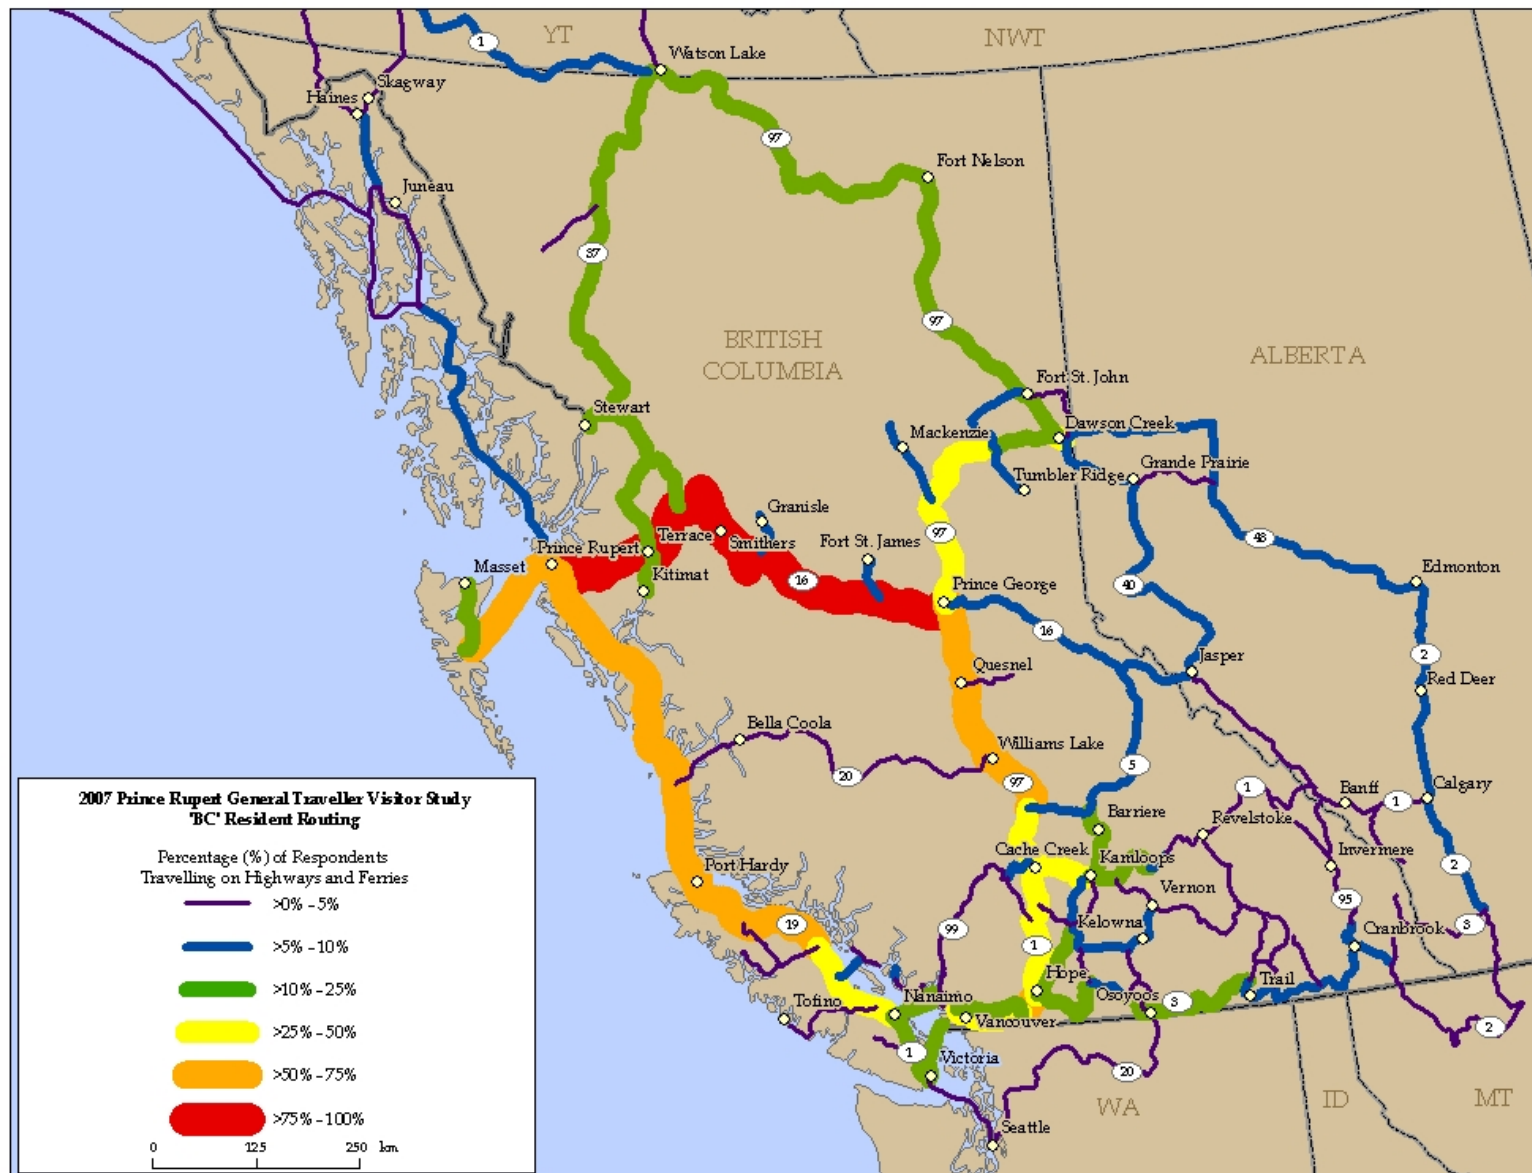 YT
NWT
1
Watson Lake
Skagway
Haines
97
Fort Nelson
Juneau
37
97
BRITISH
COLUMBIA
ALBERTA
Fort St. John
Stewart
Dawson Creek
Mackenzie
Grande Prairie
Tumbler Ridge
Granisle
Terrace
Smithers
97
43
Prince Rupert
Fort St. James
Masset
Kitimat
16
Prince George
40
Edmonton
16
2
Jasper
Quesnel
Red Deer
Bella Coola
Williams Lake
20
97
5
1
Banff
1
Calgary
Barriere
Revelstoke
Cache Creek
Kamloops
Invermere
2
Port Hardy
Vernon
95
19
99
Kelowna
3
Cranbrook
1
Hope
Trail
Tofino
Nanaimo
Osoyoos
3
Vancouver
2
1
Victoria
20
WA
ID
MT
Seattle
2007 Prince Rupert General Traveller Visitor Study
'BC' Resident Routing
Percentage (%) of Respondents
Travelling on Highways and Ferries
>0% - 5%
>5% - 10%
>10% - 25%
>25% - 50%
>50% - 75%
>75% - 100%
0 125 250 km